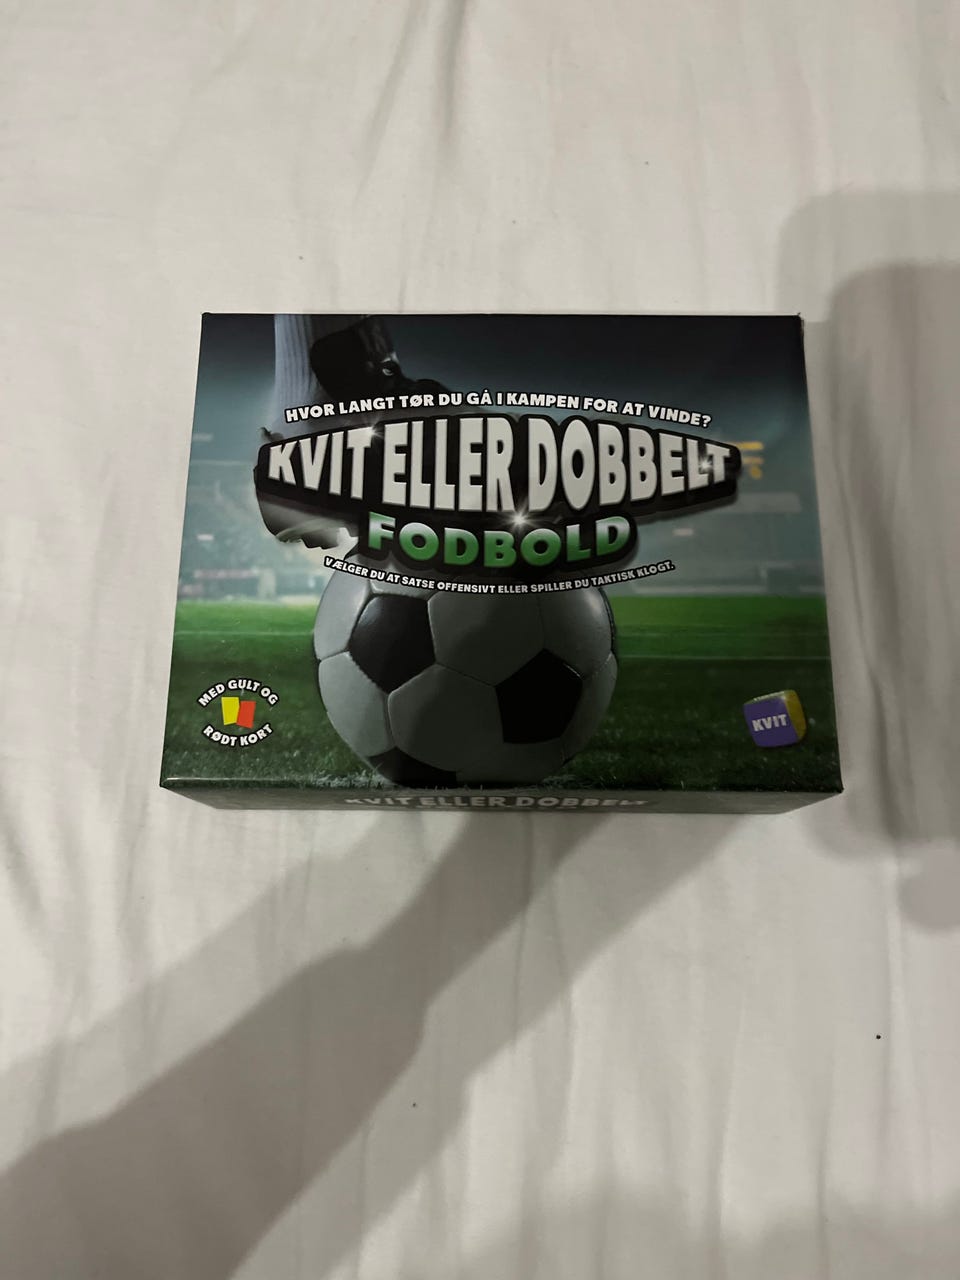 HVOR LANGT TØR DU GÅ I KAMPEN FOR AT VINDE?
KVIT ELLER DOBBELT
FODBOLD
VÆLGER DU AT SATSE OFFENSIVT ELLER SPILLER DU TAKTISK KLOGT.
MED GULT OG
RØDT KORT
KVIT
KVIT ELLER DOBBELT